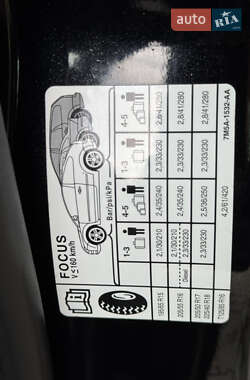 AUTO.RIA.com
FOCUS
V ≤ 160 km/h
Bar/psi/kPa
1-3
4-5
1-3
4-5
195/65 R15
2,1/30/210
2,4/35/240
2,3/33/230
2,8/41/280
205/55 R16
2,1/30/210
Diesel
2,3/33/230
2,4/35/240
2,3/33/230
2,8/41/280
205/50 R17
225/40 R18
2,3/33/230
2,5/36/250
2,3/33/230
2,8/41/280
4,2/61/420
7M5A-1532-AA